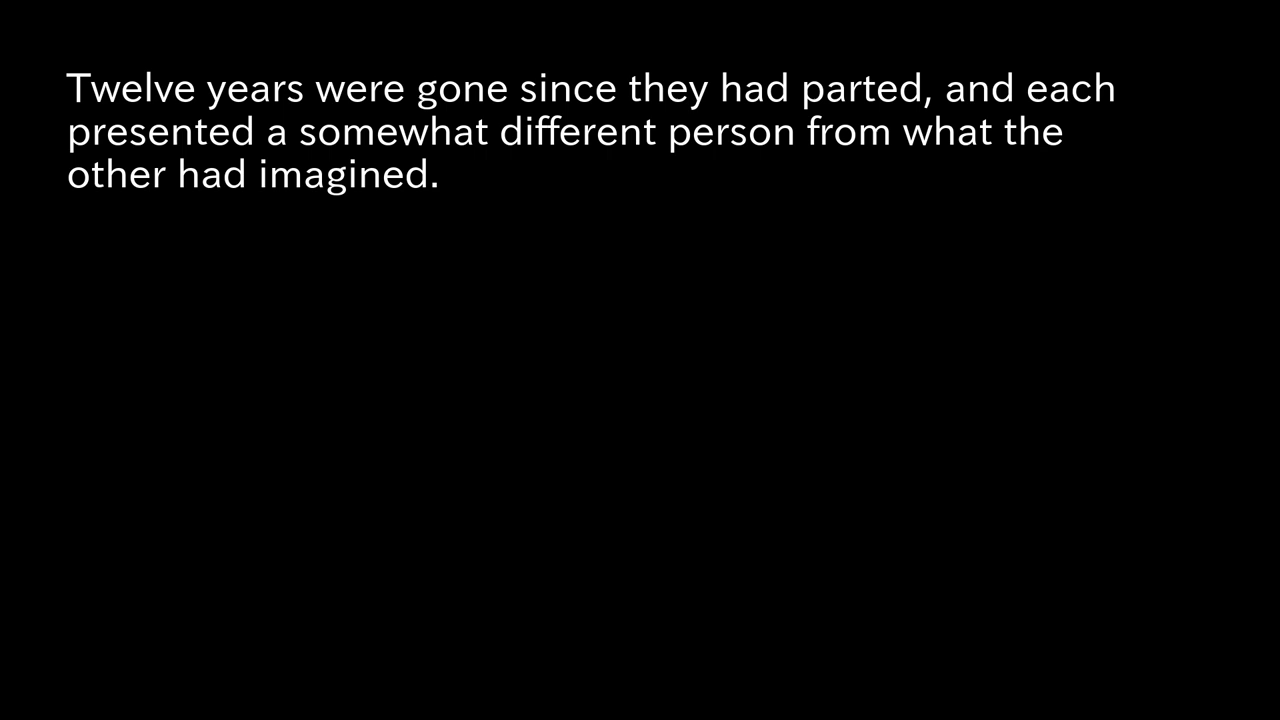 Twelve years were gone since they had parted, and each
presented a somewhat different person from what the
other had imagined.